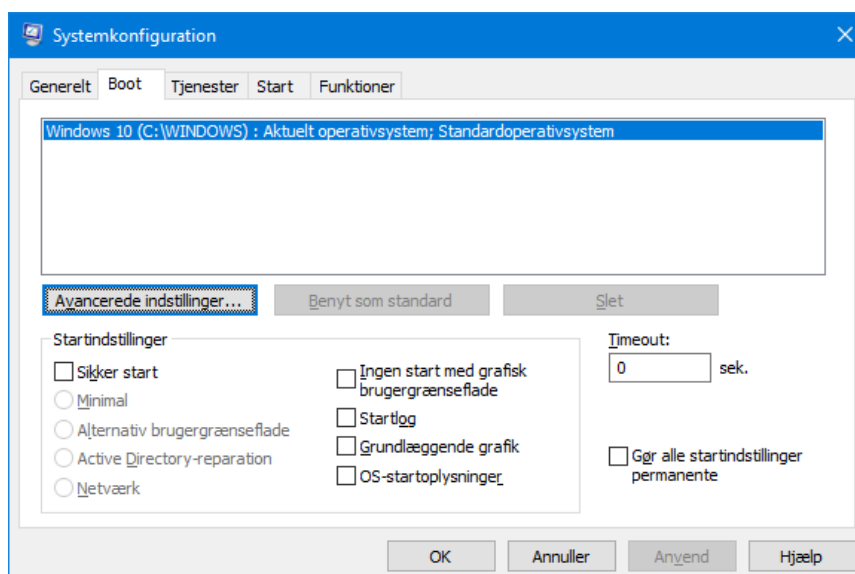 Systemkonfiguration
Generelt Boot Tjenester Start Funktioner
Windows 10 (C:\WINDOWS) : Aktuelt operativsystem; Standardoperativsystem
Avancerede indstillinger... Benyt som standard Slet
Startindstillinger
Sikker start
Minimal
Alternativ brugergrænseflade
Active Directory-reparation
Netværk
Ingen start med grafisk
brugergrænseflade
Startlog
Grundlæggende grafik
OS-startoplysninger
Timeout:
0 sek.
Gør alle startindstillinger
permanente
OK Annuller Anvend Hjælp